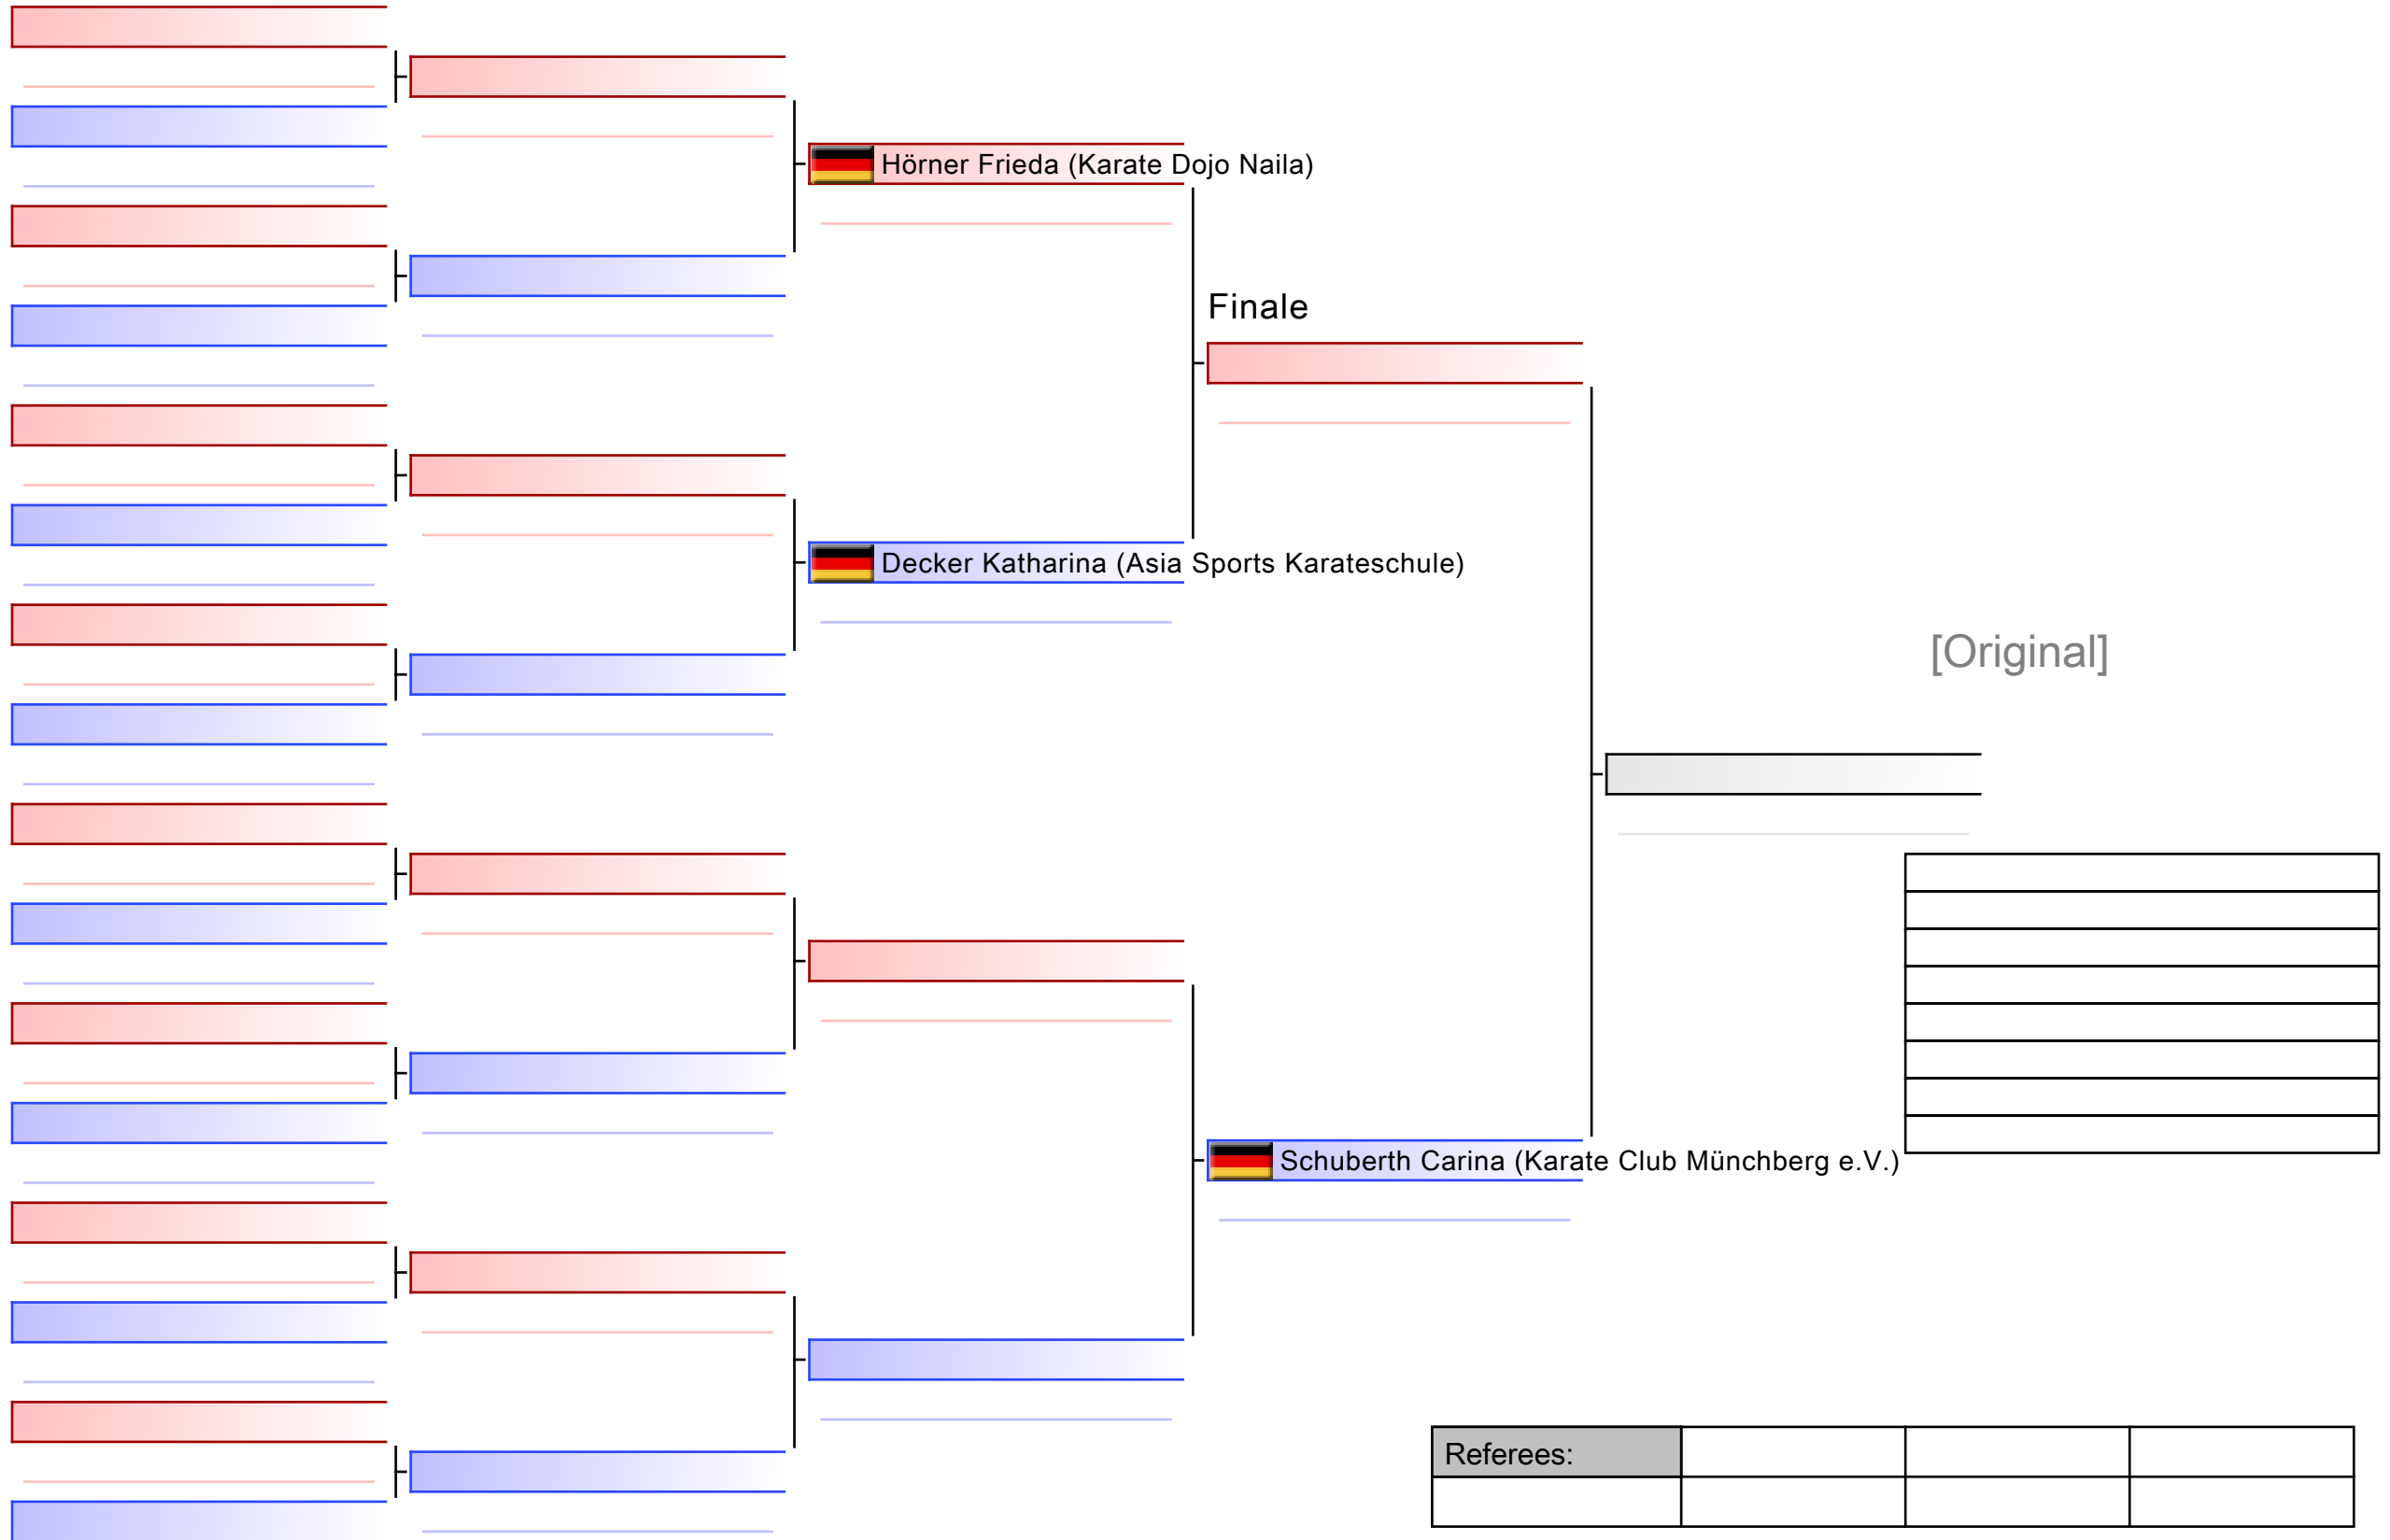 Hörner Frieda (Karate Dojo Naila)
Finale
Decker Katharina (Asia Sports Karateschule)
[Original]
Schuberth Carina (Karate Club Münchberg e.V.)
Referees: